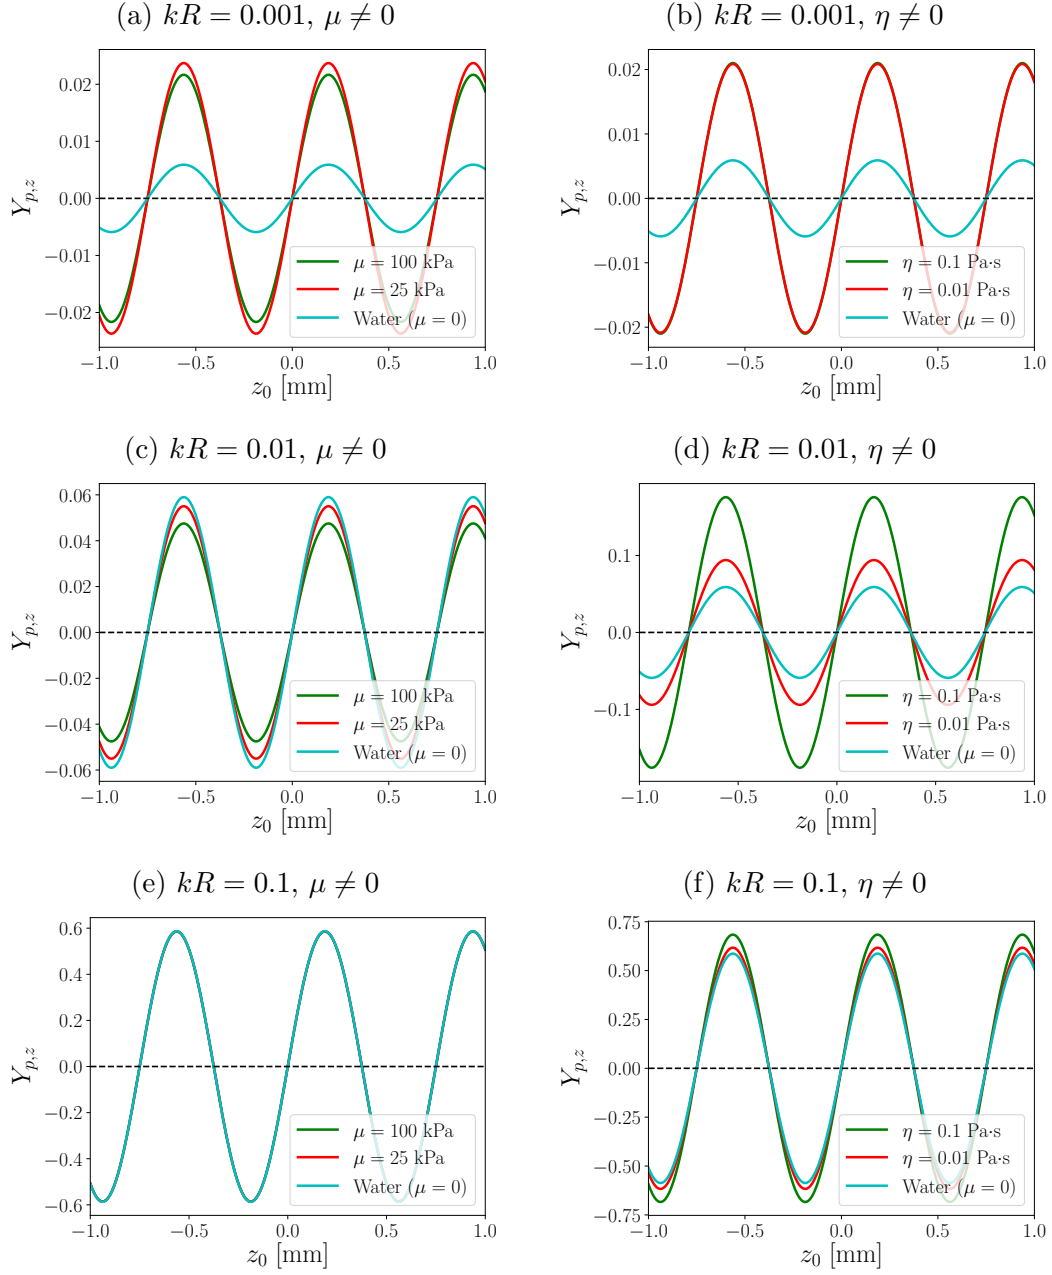 (a) kR = 0.001, μ ≠ 0
0.02
0.01
0.00
−0.01
−0.02
Y_{p,z}
−1.0 −0.5 0.0 0.5 1.0
z_0 [mm]
μ = 100 kPa
μ = 25 kPa
Water (μ = 0)
(b) kR = 0.001, η ≠ 0
0.02
0.01
0.00
−0.01
−0.02
Y_{p,z}
−1.0 −0.5 0.0 0.5 1.0
z_0 [mm]
η = 0.1 Pa·s
η = 0.01 Pa·s
Water (μ = 0)
(c) kR = 0.01, μ ≠ 0
0.06
0.04
0.02
0.00
−0.02
−0.04
−0.06
Y_{p,z}
−1.0 −0.5 0.0 0.5 1.0
z_0 [mm]
μ = 100 kPa
μ = 25 kPa
Water (μ = 0)
(d) kR = 0.01, η ≠ 0
0.1
0.0
−0.1
Y_{p,z}
−1.0 −0.5 0.0 0.5 1.0
z_0 [mm]
η = 0.1 Pa·s
η = 0.01 Pa·s
Water (μ = 0)
(e) kR = 0.1, μ ≠ 0
0.6
0.4
0.2
0.0
−0.2
−0.4
−0.6
Y_{p,z}
−1.0 −0.5 0.0 0.5 1.0
z_0 [mm]
μ = 100 kPa
μ = 25 kPa
Water (μ = 0)
(f) kR = 0.1, η ≠ 0
0.75
0.50
0.25
0.00
−0.25
−0.50
−0.75
Y_{p,z}
−1.0 −0.5 0.0 0.5 1.0
z_0 [mm]
η = 0.1 Pa·s
η = 0.01 Pa·s
Water (μ = 0)